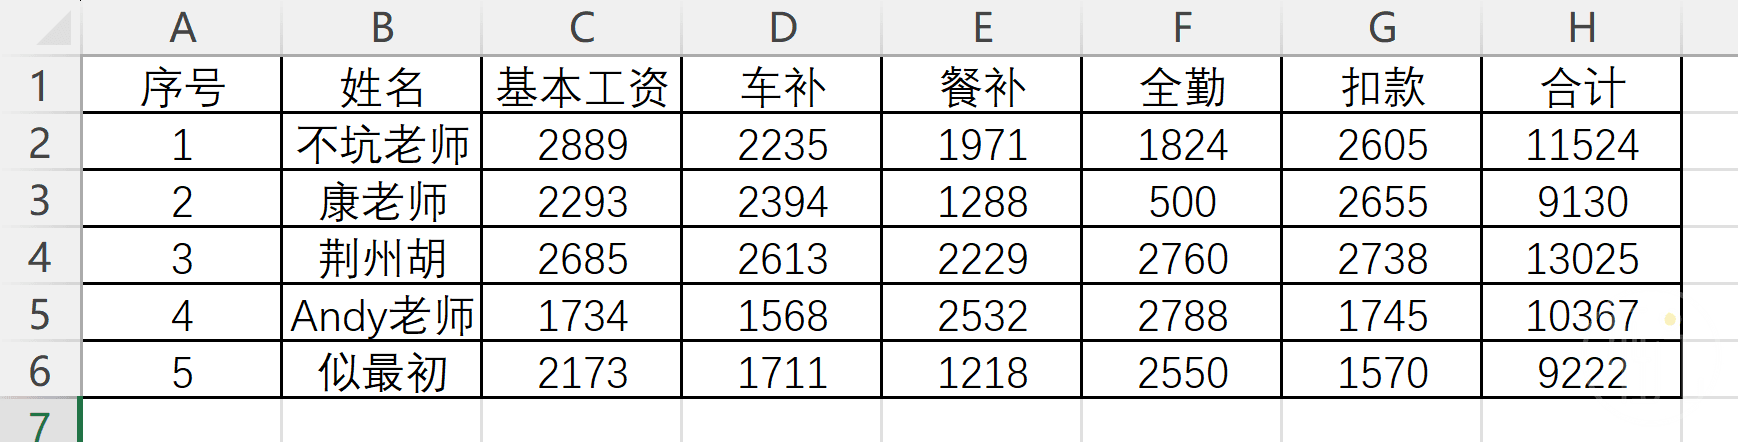 A B C D E F G H
1 序号 姓名 基本工资 车补 餐补 全勤 扣款 合计
2 1 不坑老师 2889 2235 1971 1824 2605 11524
3 2 康老师 2293 2394 1288 500 2655 9130
4 3 荆州胡 2685 2613 2229 2760 2738 13025
5 4 Andy老师 1734 1568 2532 2788 1745 10367
6 5 似最初 2173 1711 1218 2550 1570 9222
7